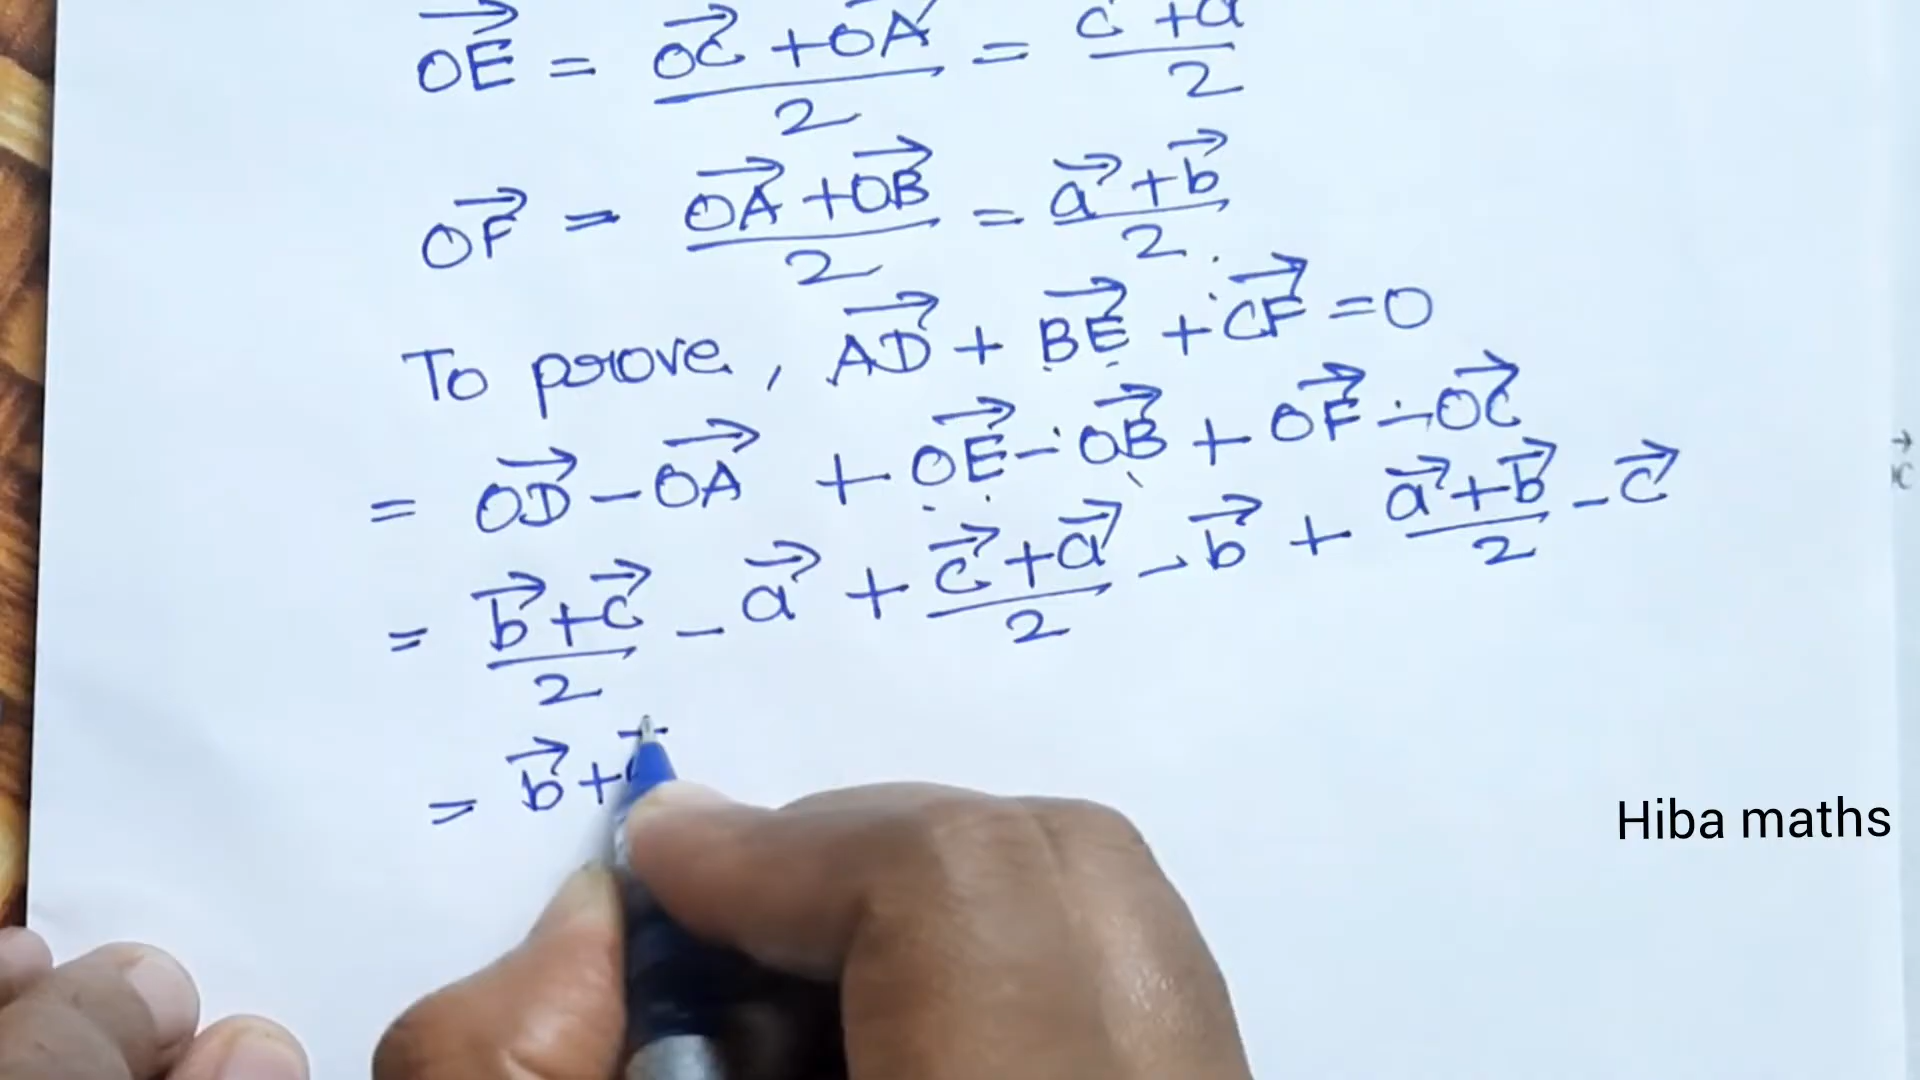 OE = OC + OA / 2 = c + a / 2
OF = OA + OB / 2 = a + b / 2
To prove, AD + BE + CF = 0
= OD - OA + OE - OB + OF - OC
= b + c / 2 - a + c + a / 2 - b + a + b / 2 - c
= b +
Hiba maths